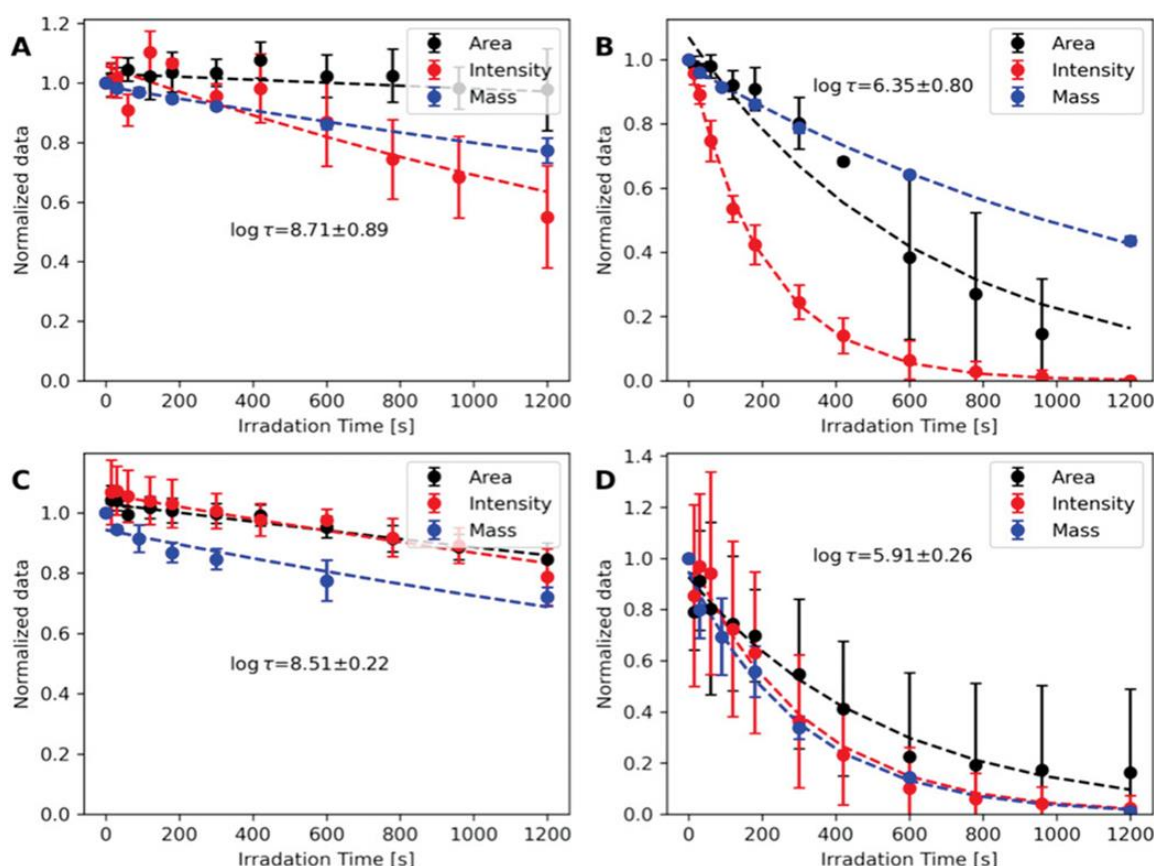 A
Normalized data
1.2
1.0
0.8
0.6
0.4
0.2
0.0
Area
Intensity
Mass
log τ=8.71±0.89
0 200 400 600 800 1000 1200
Irradation Time [s]
B
Normalized data
1.0
0.8
0.6
0.4
0.2
0.0
Area
Intensity
Mass
log τ=6.35±0.80
0 200 400 600 800 1000 1200
Irradation Time [s]
C
Normalized data
1.0
0.8
0.6
0.4
0.2
0.0
Area
Intensity
Mass
log τ=8.51±0.22
0 200 400 600 800 1000 1200
Irradation Time [s]
D
Normalized data
1.4
1.2
1.0
0.8
0.6
0.4
0.2
0.0
Area
Intensity
Mass
log τ=5.91±0.26
0 200 400 600 800 1000 1200
Irradation Time [s]